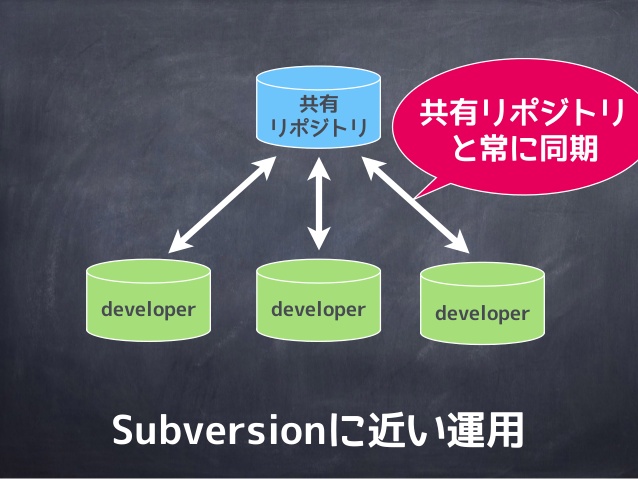 共有
リポジトリ
共有リポジトリ
と常に同期
developer
developer
developer
Subversionに近い運用